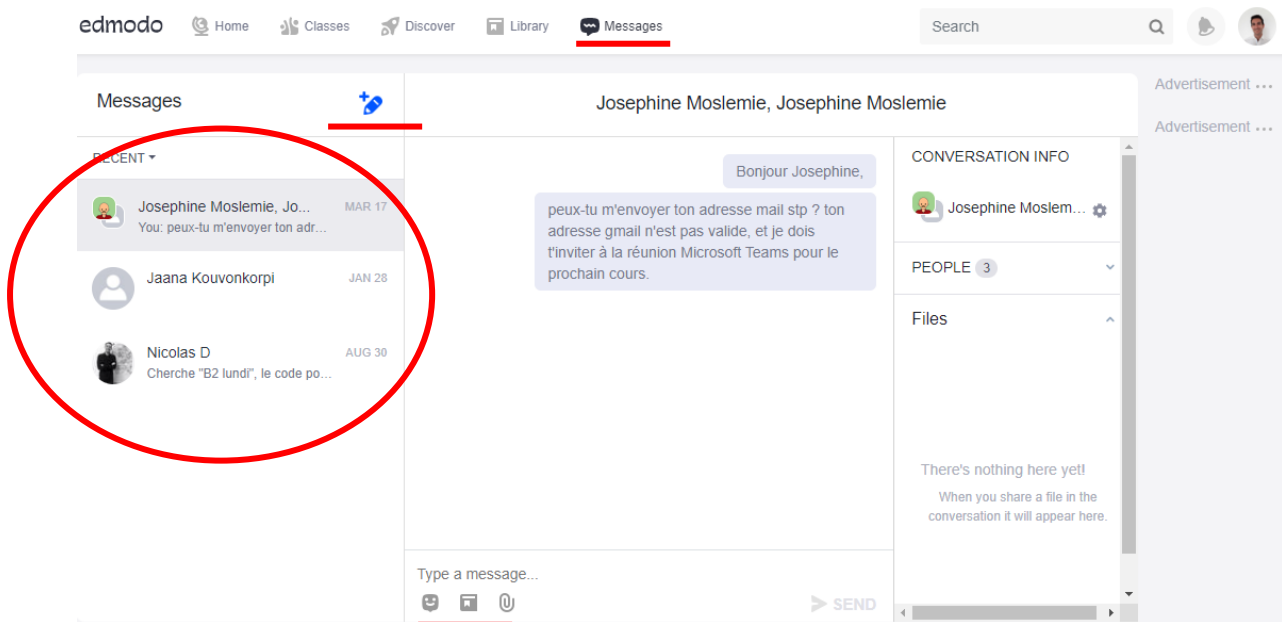 edmodo Home Classes Discover Library Messages Search
Advertisement ...
Messages
Josephine Moslemie, Josephine Moslemie
Advertisement ...
RECENT
Josephine Moslemie, Jo... MAR 17
You: peux-tu m'envoyer ton adr...
Jaana Kouvonkorpi JAN 28
Nicolas D AUG 30
Cherche "B2 lundi", le code po...
Bonjour Josephine,
peux-tu m'envoyer ton adresse mail stp ? ton
adresse gmail n'est pas valide, et je dois
t'inviter à la réunion Microsoft Teams pour le
prochain cours.
Type a message...
SEND
CONVERSATION INFO
Josephine Moslem...
PEOPLE 3
Files
There's nothing here yet!
When you share a file in the
conversation it will appear here.